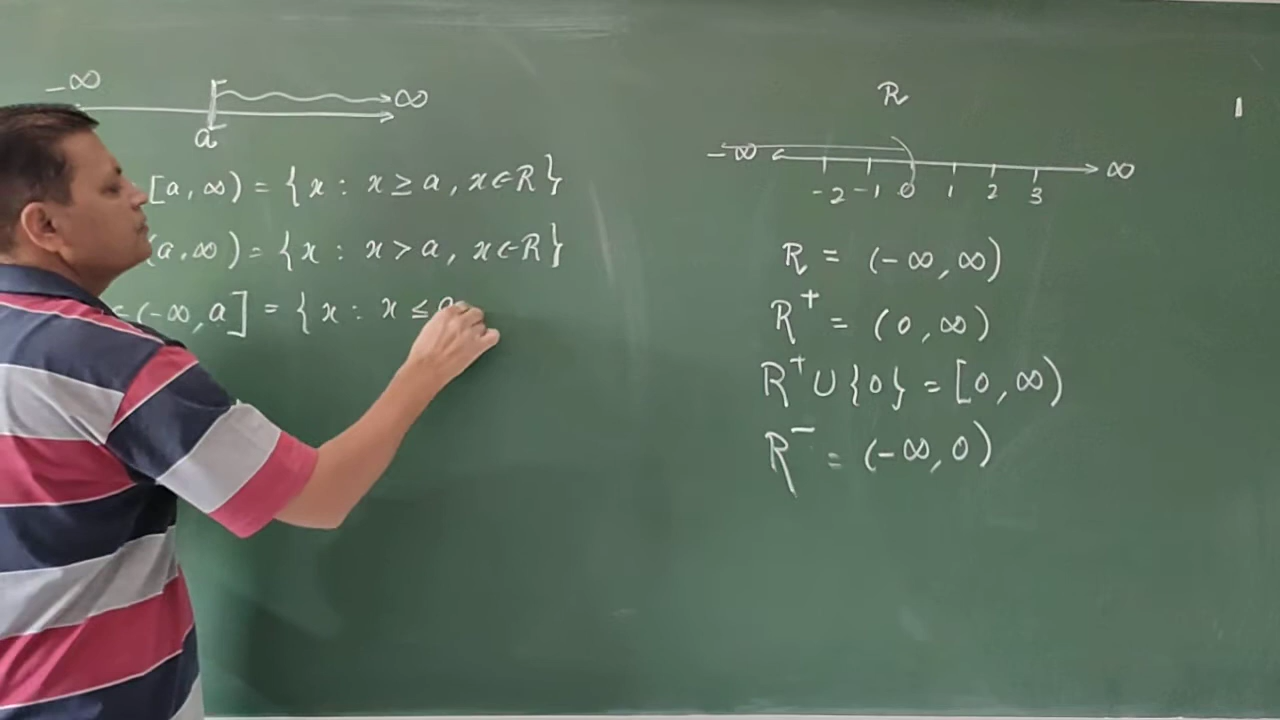 -∞ ∞
a
[a, ∞) = {x : x ≥ a, x ∈ R}
(a, ∞) = {x : x > a, x ∈ R}
(-∞, a] = {x : x ≤ a
R
-∞ ∞
-2 -1 0 1 2 3
R = (-∞, ∞)
R⁺ = (0, ∞)
R⁺ ∪ {0} = [0, ∞)
R⁻ = (-∞, 0)